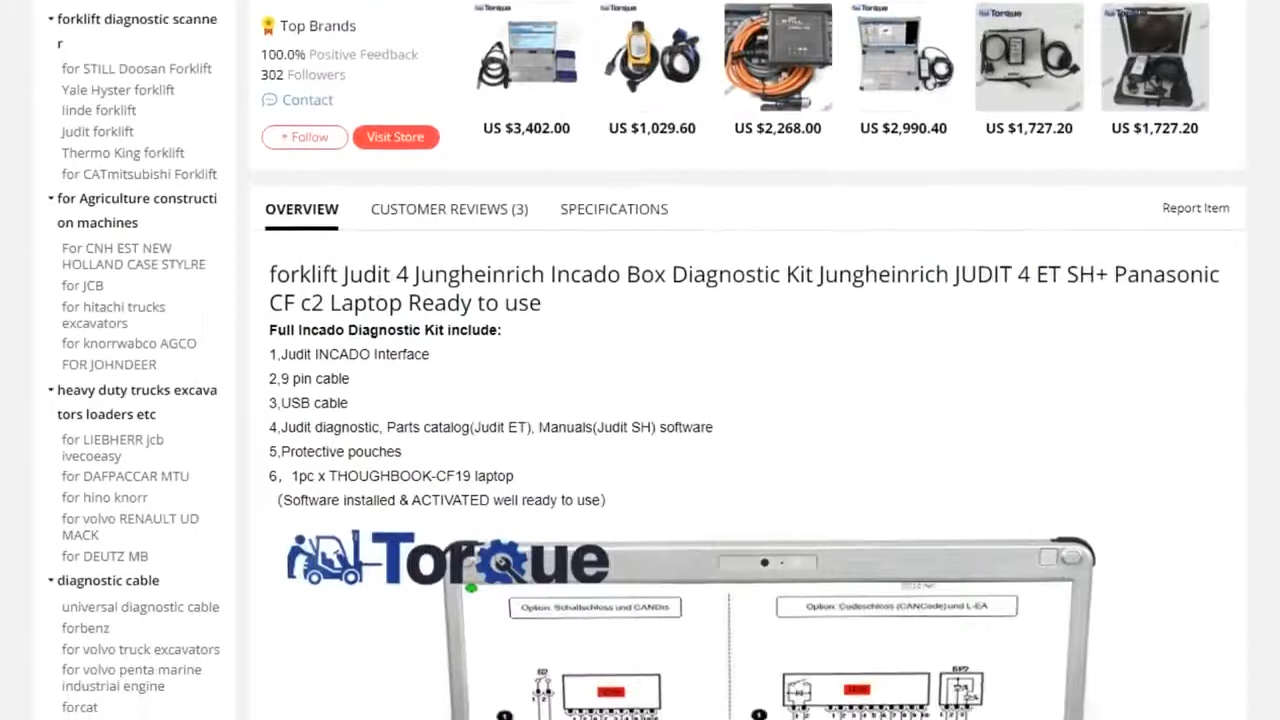 forklift diagnostic scanne
r
for STILL Doosan Forklift
Yale Hyster forklift
linde forklift
Judit forklift
Thermo King forklift
for CATmitsubishi Forklift
for Agriculture constructi
on machines
For CNH EST NEW
HOLLAND CASE STYLRE
for JCB
for hitachi trucks
excavators
for knorrwabco AGCO
FOR JOHNDEER
heavy duty trucks excava
tors loaders etc
for LIEBHERR jcb
ivecoeasy
for DAFPACCAR MTU
for hino knorr
for volvo RENAULT UD
MACK
for DEUTZ MB
diagnostic cable
universal diagnostic cable
forbenz
for volvo truck excavators
for volvo penta marine
industrial engine
forcat
Top Brands
100.0% Positive Feedback
302 Followers
Contact
+ Follow
Visit Store
Torque
Torque
Torque
Torque
Torque
Torque
US $3,402.00
US $1,029.60
US $2,268.00
US $2,990.40
US $1,727.20
US $1,727.20
OVERVIEW
CUSTOMER REVIEWS (3)
SPECIFICATIONS
Report Item
forklift Judit 4 Jungheinrich Incado Box Diagnostic Kit Jungheinrich JUDIT 4 ET SH+ Panasonic
CF c2 Laptop Ready to use
Full Incado Diagnostic Kit include:
1,Judit INCADO Interface
2,9 pin cable
3,USB cable
4,Judit diagnostic, Parts catalog(Judit ET), Manuals(Judit SH) software
5,Protective pouches
6，1pc x THOUGHBOOK-CF19 laptop
（Software installed & ACTIVATED well ready to use）
Torque
Option: Schaltschloss und CANDis
Option: Codeschloss (CANCode) und L-EA